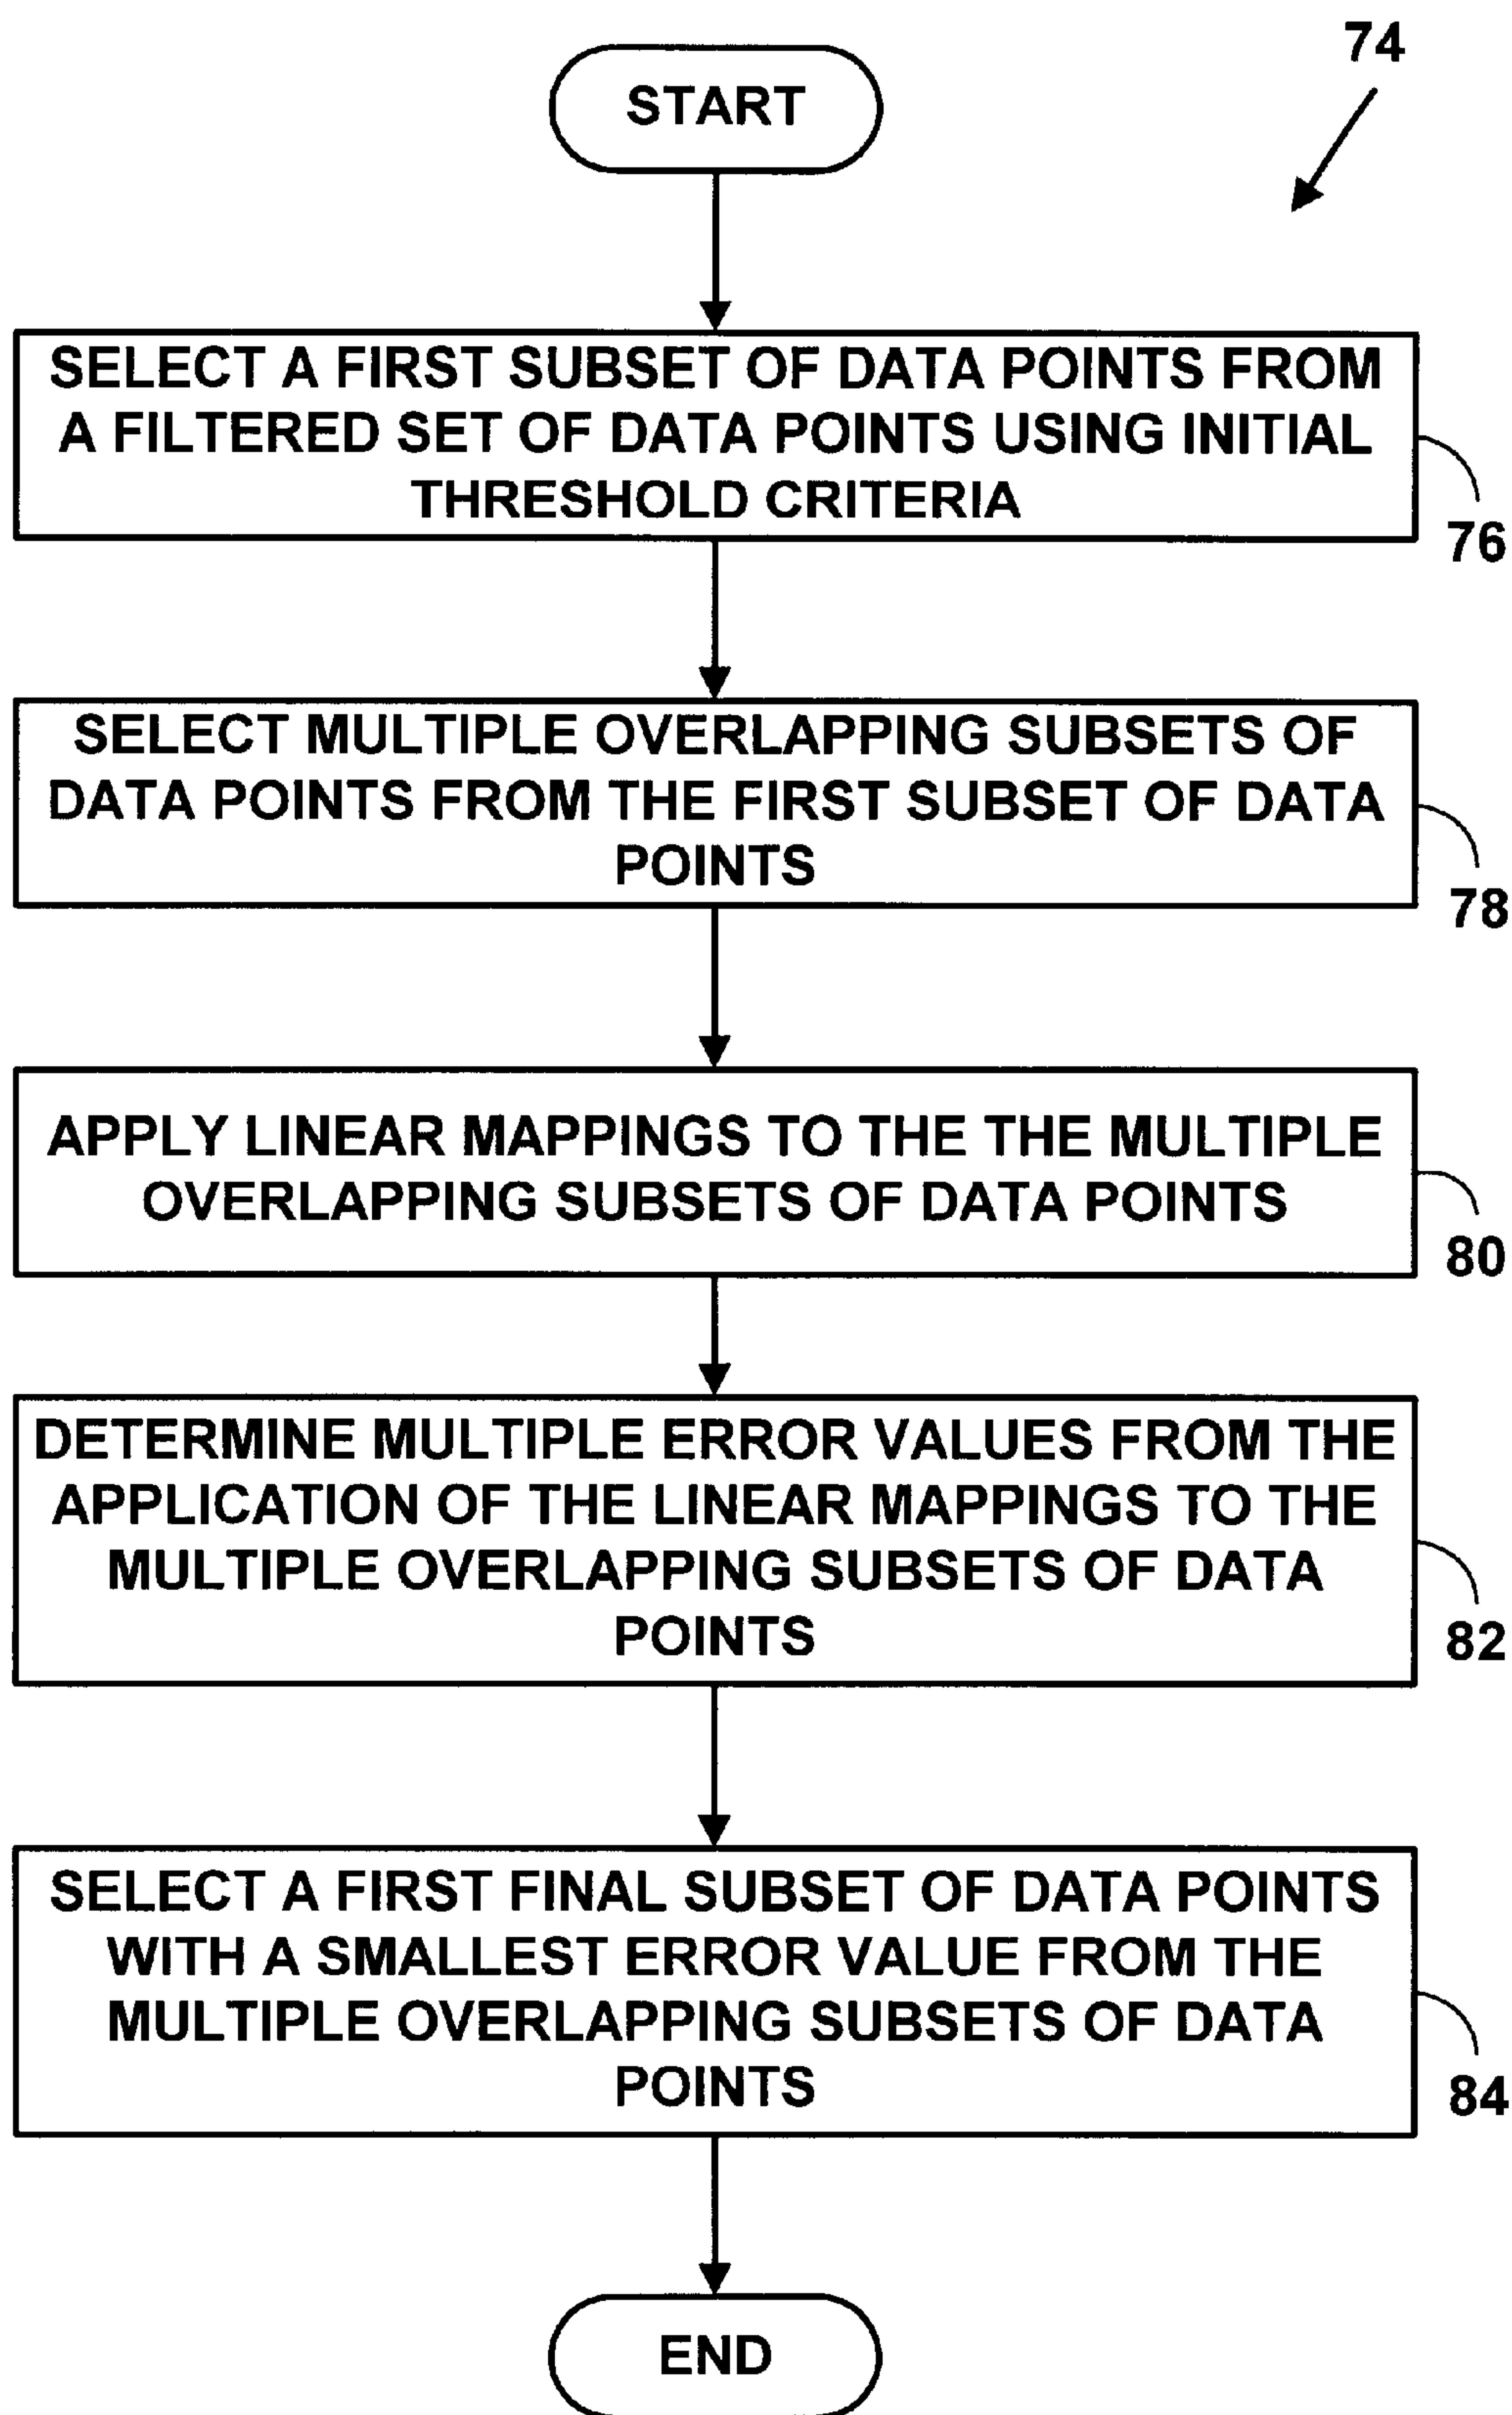 74
START
SELECT A FIRST SUBSET OF DATA POINTS FROM
A FILTERED SET OF DATA POINTS USING INITIAL
THRESHOLD CRITERIA
76
SELECT MULTIPLE OVERLAPPING SUBSETS OF
DATA POINTS FROM THE FIRST SUBSET OF DATA
POINTS
78
APPLY LINEAR MAPPINGS TO THE THE MULTIPLE
OVERLAPPING SUBSETS OF DATA POINTS
80
DETERMINE MULTIPLE ERROR VALUES FROM THE
APPLICATION OF THE LINEAR MAPPINGS TO THE
MULTIPLE OVERLAPPING SUBSETS OF DATA
POINTS
82
SELECT A FIRST FINAL SUBSET OF DATA POINTS
WITH A SMALLEST ERROR VALUE FROM THE
MULTIPLE OVERLAPPING SUBSETS OF DATA
POINTS
84
END